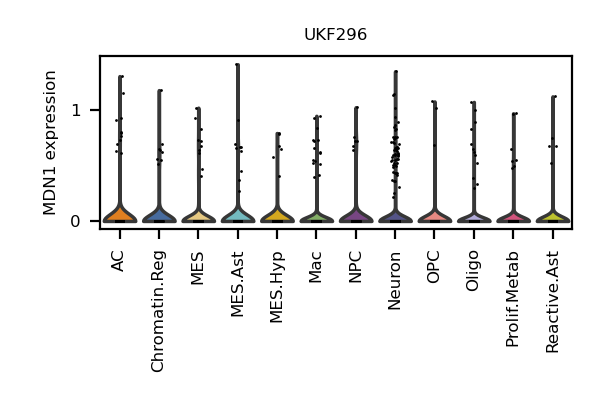 UKF296
MDN1 expression
1
0
AC
Chromatin.Reg
MES
MES.Ast
MES.Hyp
Mac
NPC
Neuron
OPC
Oligo
Prolif.Metab
Reactive.Ast